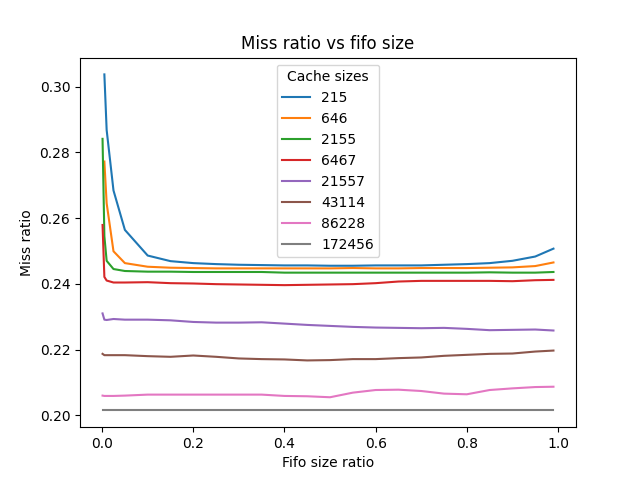 Miss ratio vs fifo size
Cache sizes
215
646
2155
6467
21557
43114
86228
172456
Miss ratio
0.30
0.28
0.26
0.24
0.22
0.20
0.0 0.2 0.4 0.6 0.8 1.0
Fifo size ratio